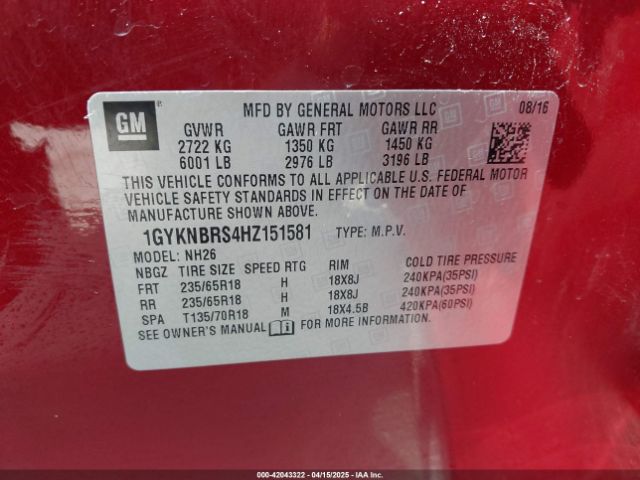 GM
MFD BY GENERAL MOTORS LLC 08/16
GVWR GAWR FRT GAWR RR
2722 KG 1350 KG 1450 KG
6001 LB 2976 LB 3196 LB
THIS VEHICLE CONFORMS TO ALL APPLICABLE U.S. FEDERAL MOTOR
VEHICLE SAFETY STANDARDS IN EFFECT ON THE DATE OF
MANUFACTURE SHOWN ABOVE.
1GYKNBRS4HZ151581 TYPE: M.P.V.
MODEL: NH26
NBGZ TIRE SIZE SPEED RTG RIM COLD TIRE PRESSURE
FRT 235/65R18 H 18X8J 240KPA(35PSI)
RR 235/65R18 H 18X8J 240KPA(35PSI)
SPA T135/70R18 M 18X4.5B 420KPA(60PSI)
SEE OWNER'S MANUAL FOR MORE INFORMATION.
000-42043322 - 04/15/2025 - IAAI.COM